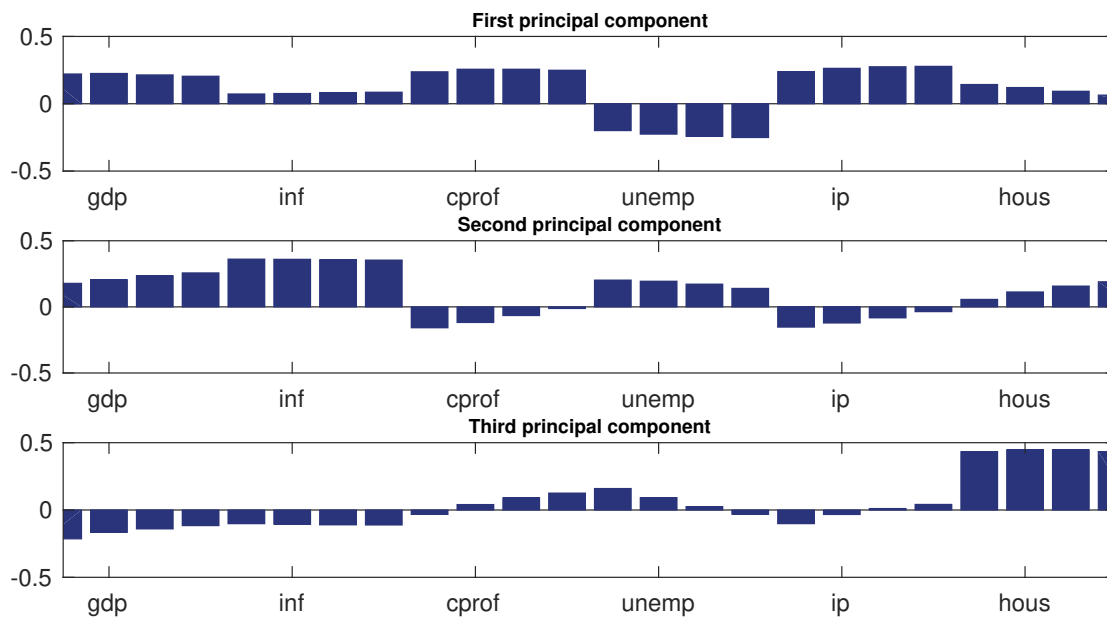 First principal component
0.5
0
-0.5
gdp inf cprof unemp ip hous
Second principal component
0.5
0
-0.5
gdp inf cprof unemp ip hous
Third principal component
0.5
0
-0.5
gdp inf cprof unemp ip hous